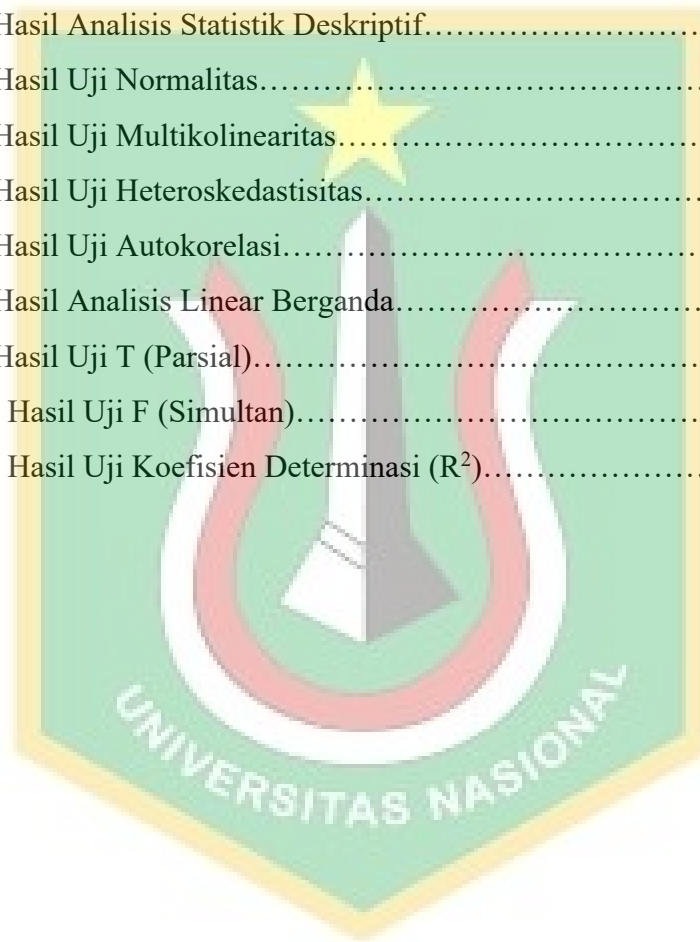 Hasil Analisis Statistik Deskriptif……………………
Hasil Uji Normalitas……………………………………
Hasil Uji Multikolinearitas………………………………
Hasil Uji Heteroskedastisitas……………………………
Hasil Uji Autokorelasi……………………………………
Hasil Analisis Linear Berganda…………………………
Hasil Uji T (Parsial)………………………………………
Hasil Uji F (Simultan)……………………………………
Hasil Uji Koefisien Determinasi (R²)……………………
UNIVERSITAS NASIONAL